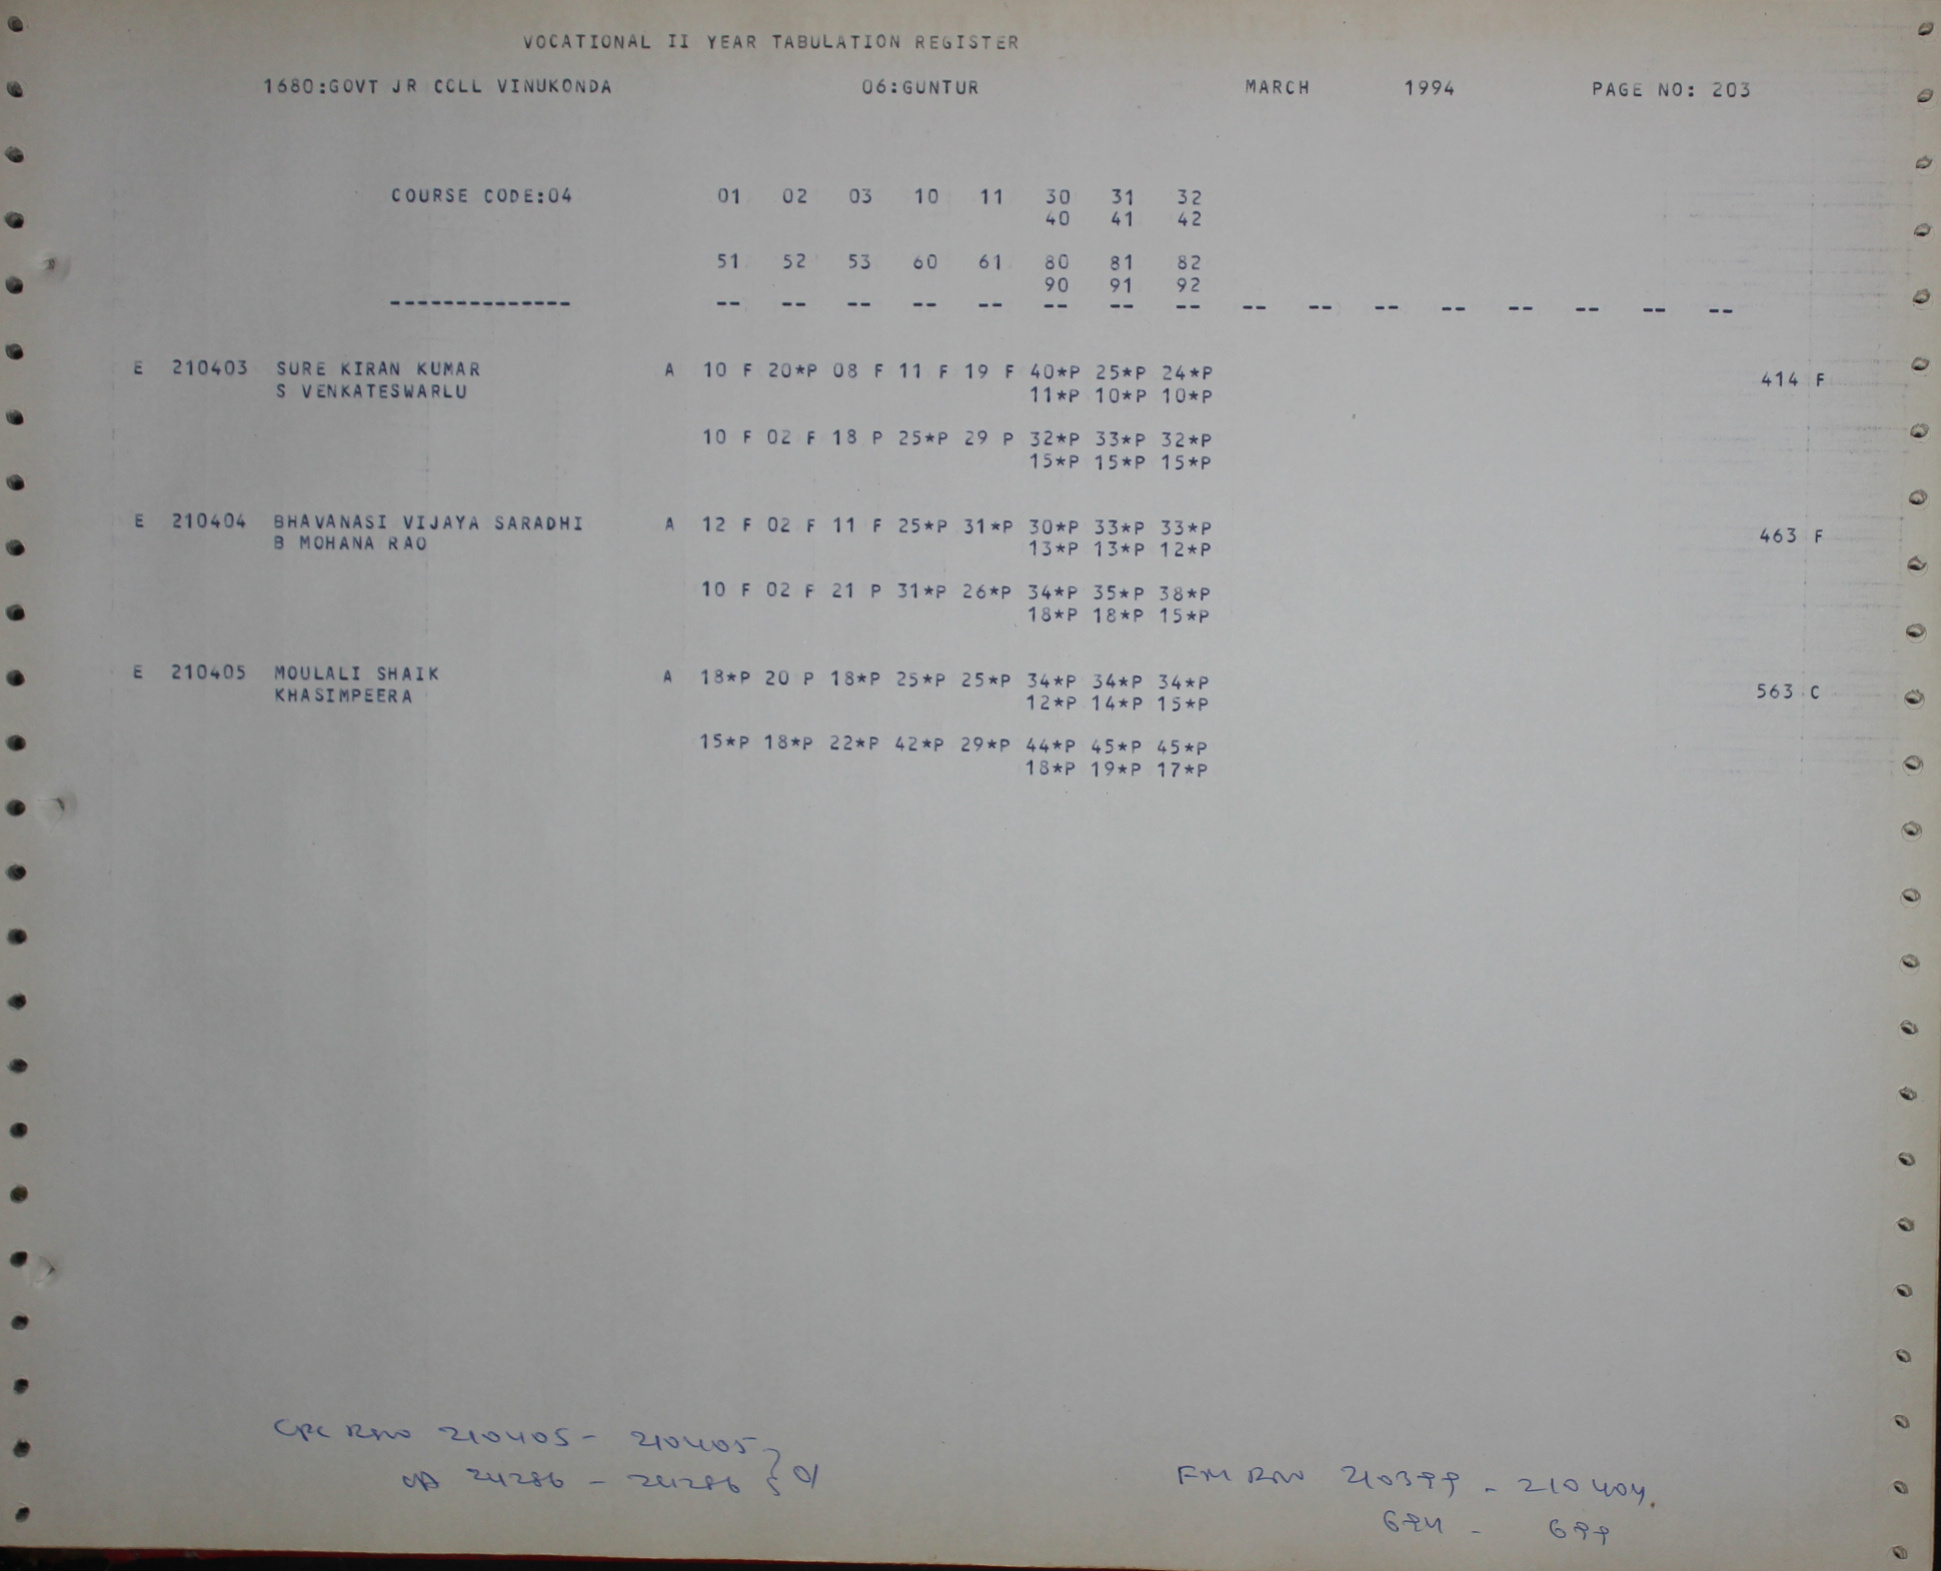 VOCATIONAL II YEAR TABULATION REGISTER
1680:GOVT JR COLL VINUKONDA 06:GUNTUR MARCH 1994 PAGE NO: 203
COURSE CODE:04 01 02 03 10 11 30 31 32
40 41 42
51 52 53 60 61 80 81 82
90 91 92
-------------- -- -- -- -- -- -- -- -- -- -- -- -- -- -- -- --
E 210403 SURE KIRAN KUMAR A 10 F 20*P 08 F 11 F 19 F 40*P 25*P 24*P 414 F
S VENKATESWARLU 11*P 10*P 10*P
10 F 02 F 18 P 25*P 29 P 32*P 33*P 32*P
15*P 15*P 15*P
E 210404 BHAVANASI VIJAYA SARADHI A 12 F 02 F 11 F 25*P 31*P 30*P 33*P 33*P 463 F
B MOHANA RAO 13*P 13*P 12*P
10 F 02 F 21 P 31*P 26*P 34*P 35*P 38*P
18*P 18*P 15*P
E 210405 MOULALI SHAIK A 18*P 20 P 18*P 25*P 25*P 34*P 34*P 34*P 563 C
KHASIMPEERA 12*P 14*P 15*P
15*P 18*P 22*P 42*P 29*P 44*P 45*P 45*P
18*P 19*P 17*P
210405 - 210405
24286 - 24286
FM RNo 210399 - 210404.
694 - 699